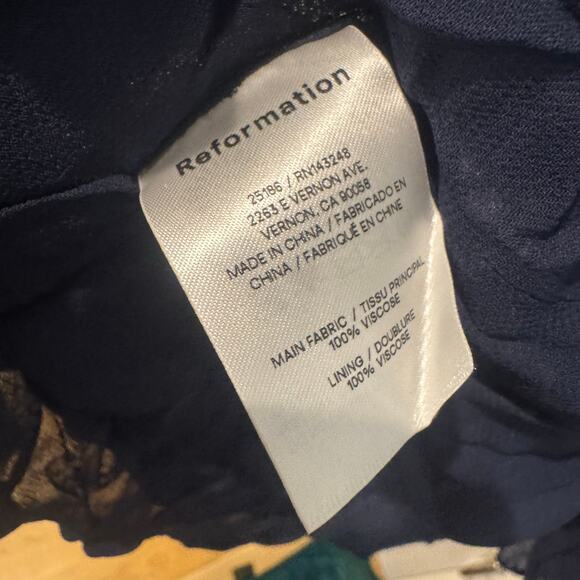 Reformation
25186 / RN143248
2263 E VERNON AVE.
VERNON, CA 90058
MADE IN CHINA / FABRICADO EN
CHINA / FABRIQUÉ EN CHINE
MAIN FABRIC / TISSU PRINCIPAL
100% VISCOSE
LINING / DOUBLURE
100% VISCOSE